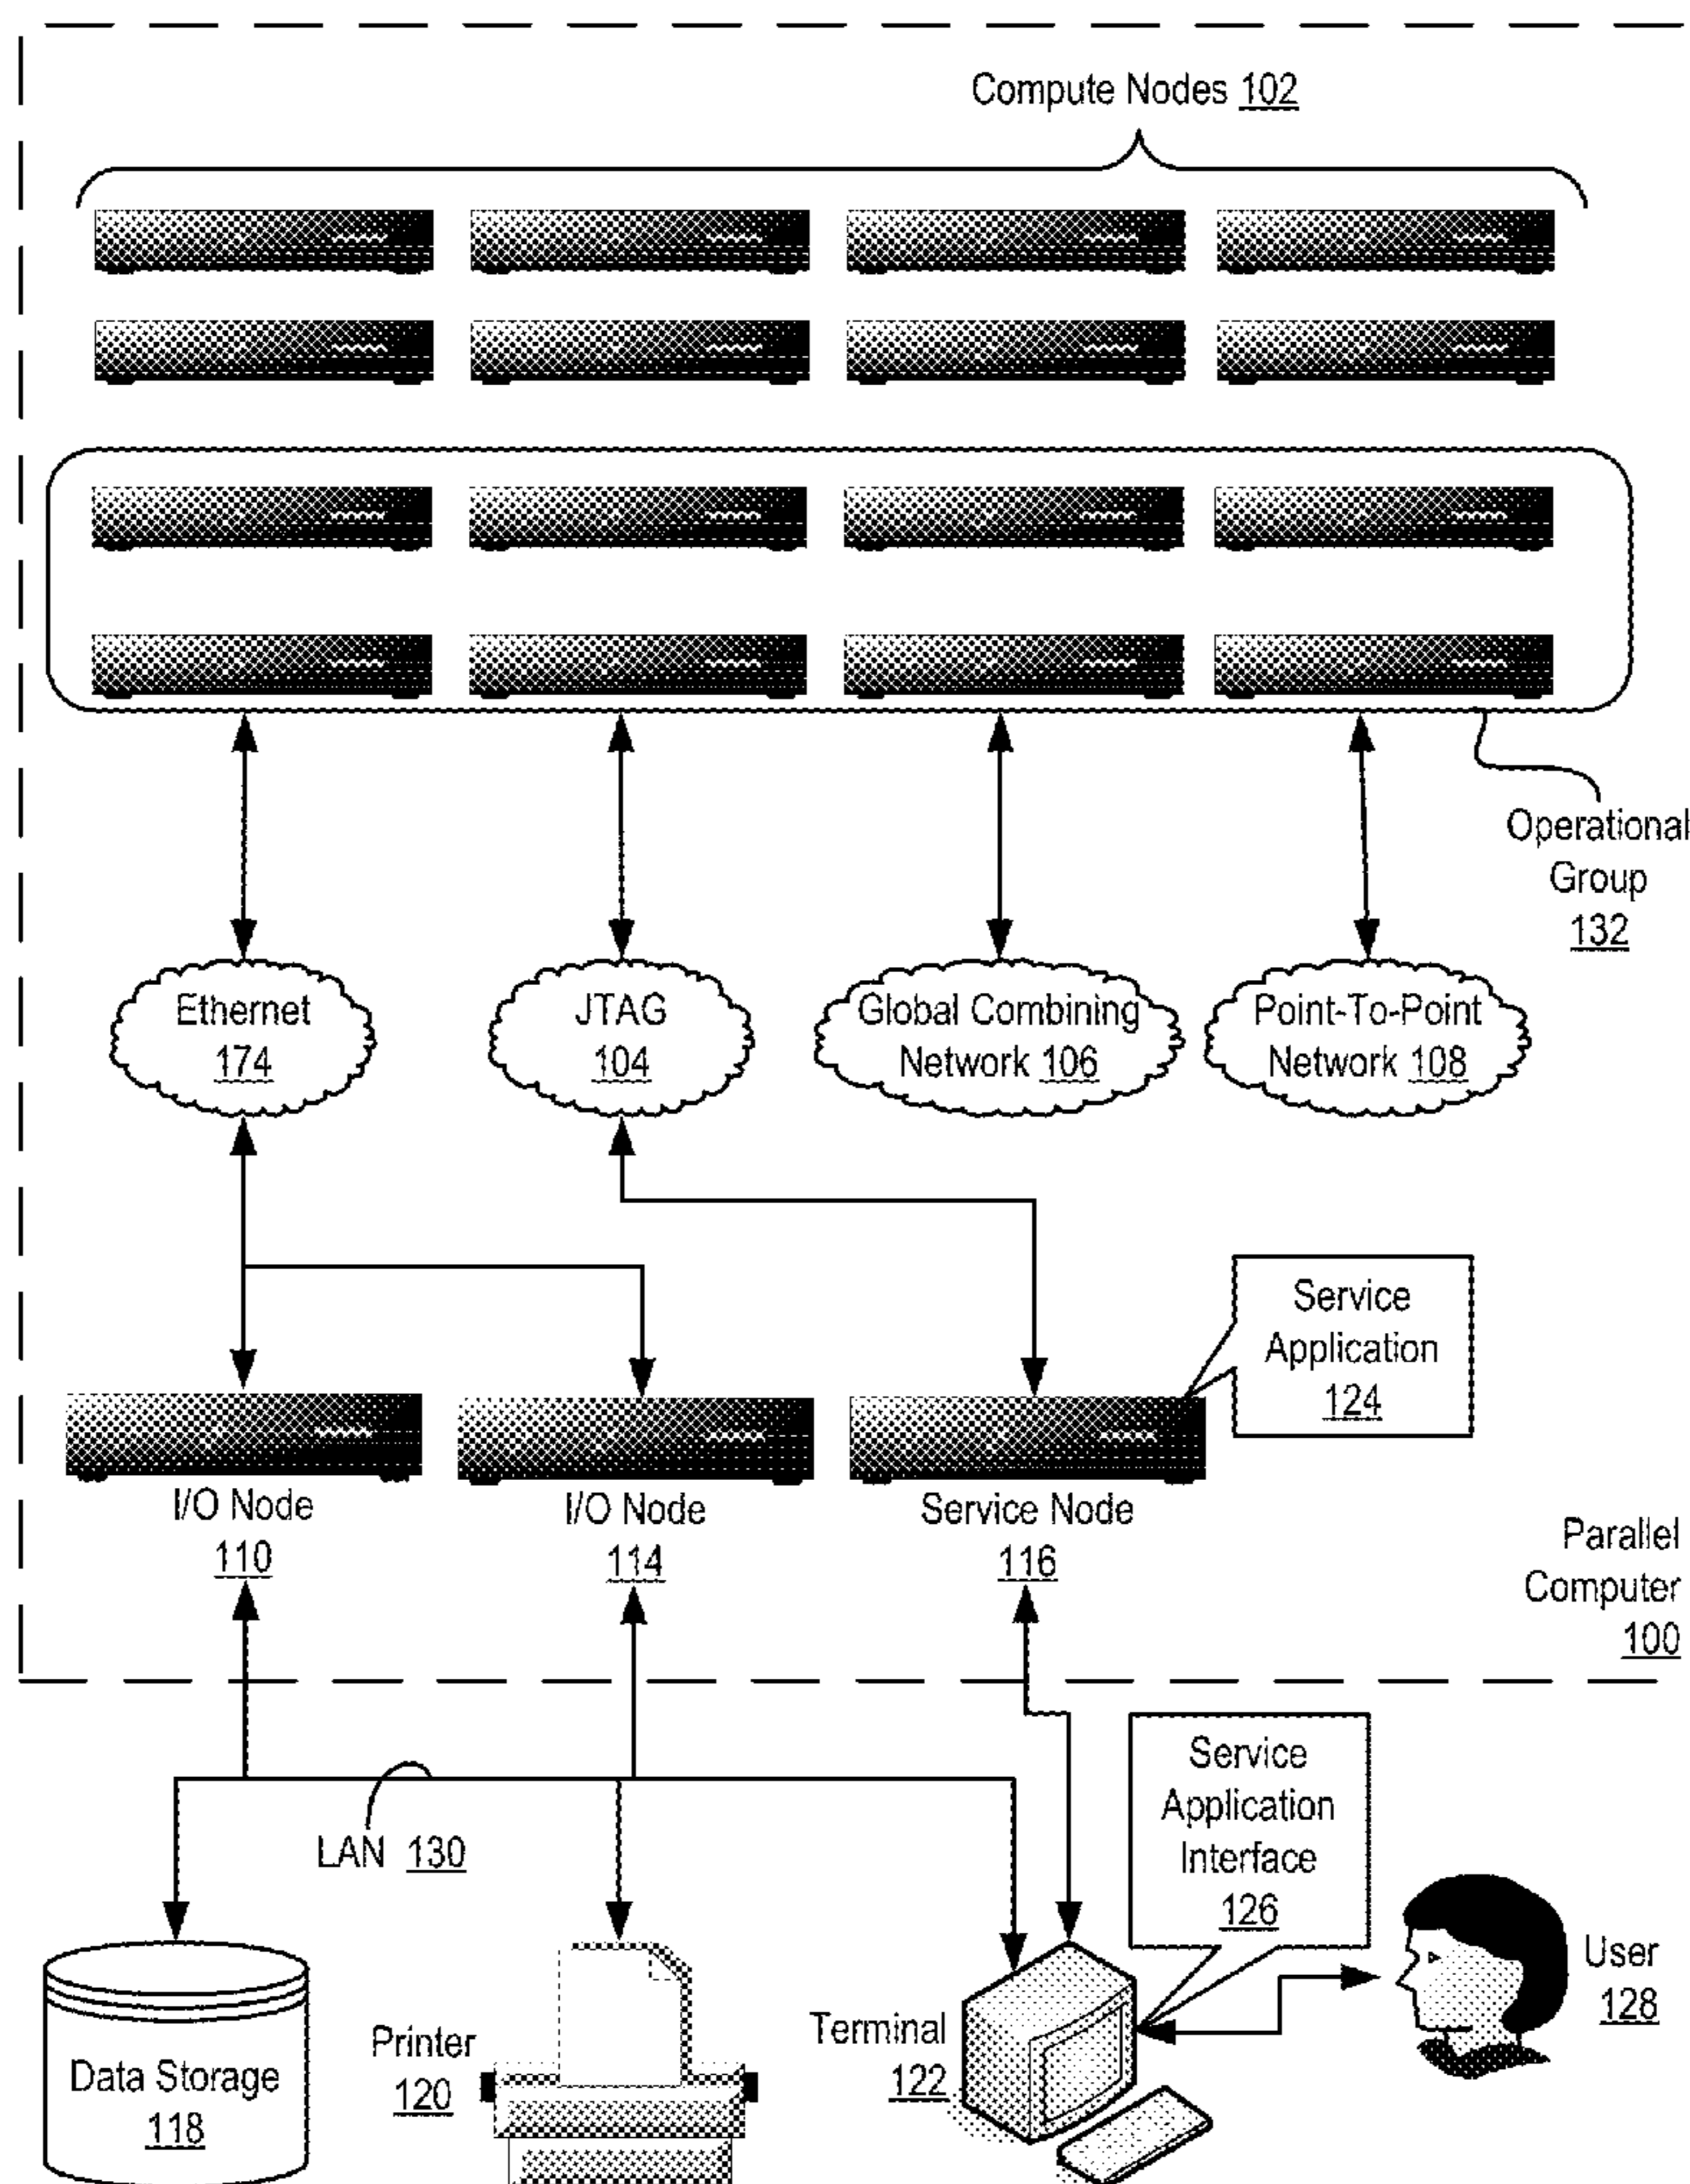 Compute Nodes 102
Operational
Group
132
Ethernet
174
JTAG
104
Global Combining
Network 106
Point-To-Point
Network 108
Service
Application
124
I/O Node
110
I/O Node
114
Service Node
116
Parallel
Computer
100
LAN 130
Service
Application
Interface
126
Data Storage
118
Printer
120
Terminal
122
User
128